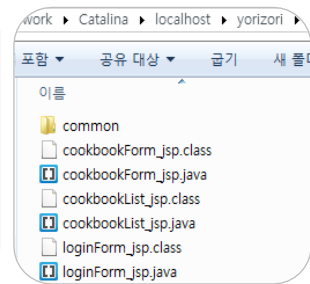 work ▸ Catalina ▸ localhost ▸ yorizori ▸
포함 ▼ 공유 대상 ▼ 굽기 새 폴더
이름
common
cookbookForm_jsp.class
cookbookForm_jsp.java
cookbookList_jsp.class
cookbookList_jsp.java
loginForm_jsp.class
loginForm_jsp.java